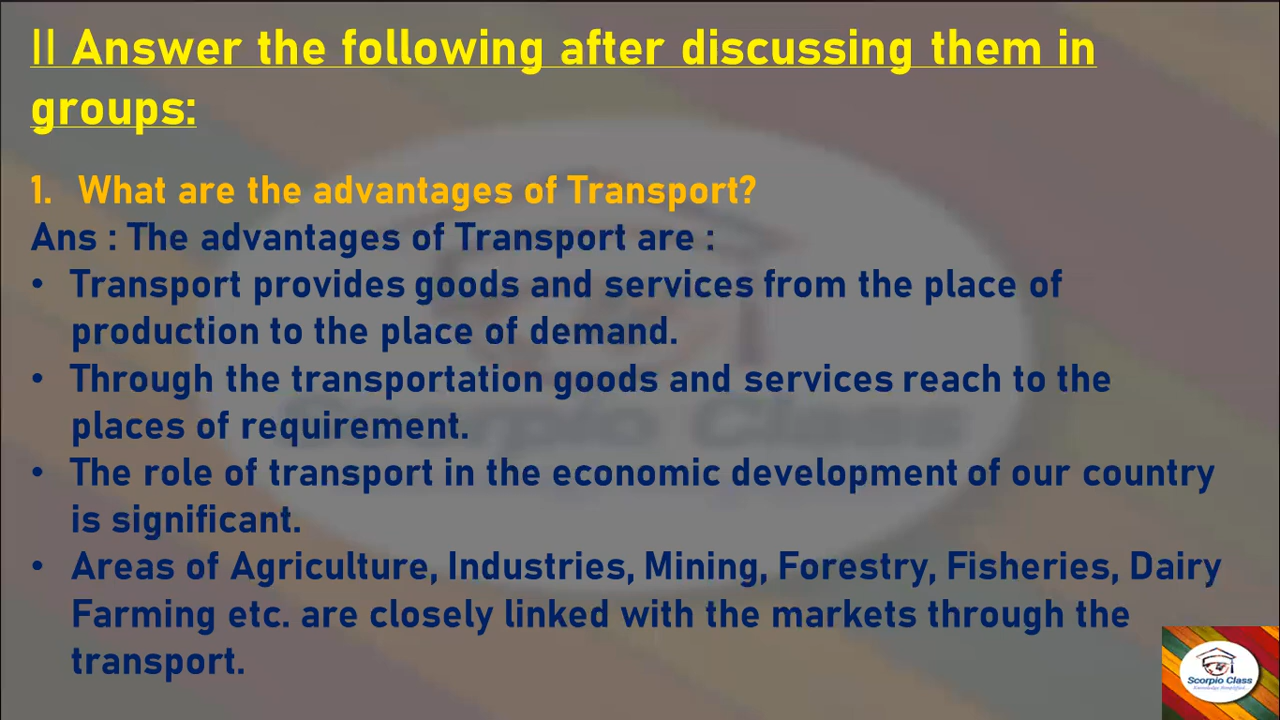 II Answer the following after discussing them in
groups:
1. What are the advantages of Transport?
Ans : The advantages of Transport are :
• Transport provides goods and services from the place of
production to the place of demand.
• Through the transportation goods and services reach to the
places of requirement.
• The role of transport in the economic development of our country
is significant.
• Areas of Agriculture, Industries, Mining, Forestry, Fisheries, Dairy
Farming etc. are closely linked with the markets through the
transport.
Scorpio Class
Scorpio Class
Knowledge Simplified...